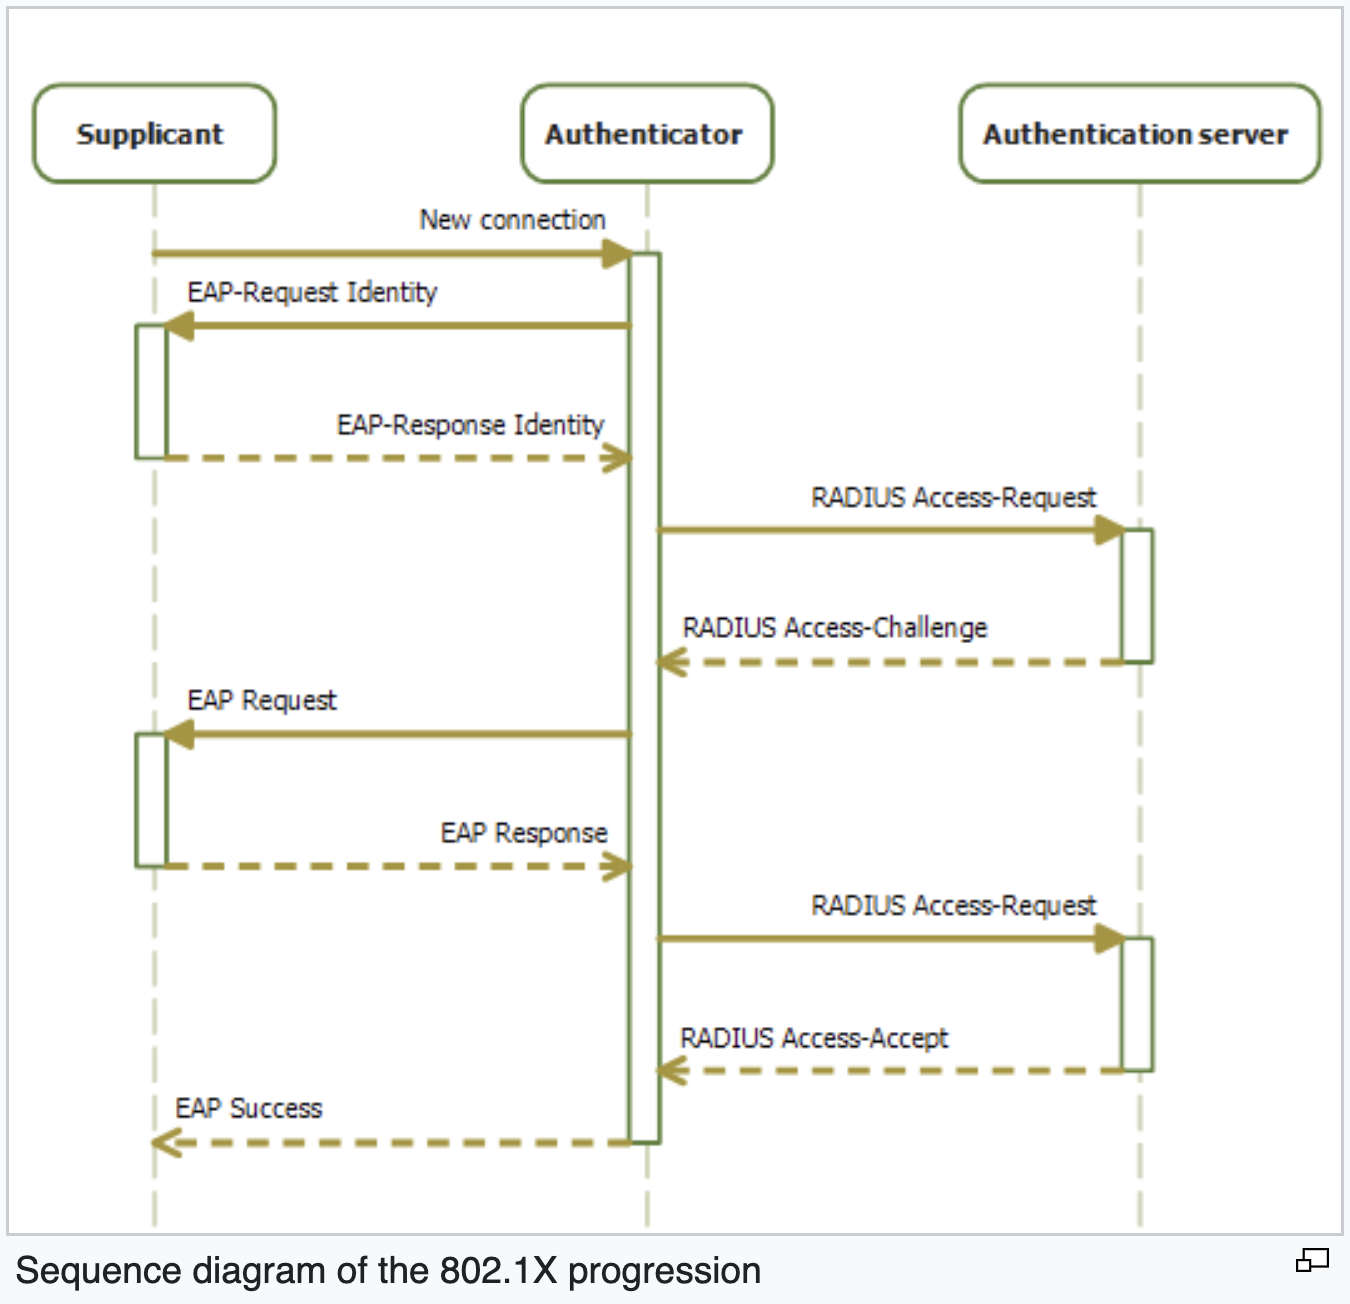 Supplicant
Authenticator
Authentication server
New connection
EAP-Request Identity
EAP-Response Identity
RADIUS Access-Request
RADIUS Access-Challenge
EAP Request
EAP Response
RADIUS Access-Request
RADIUS Access-Accept
EAP Success
Sequence diagram of the 802.1X progression